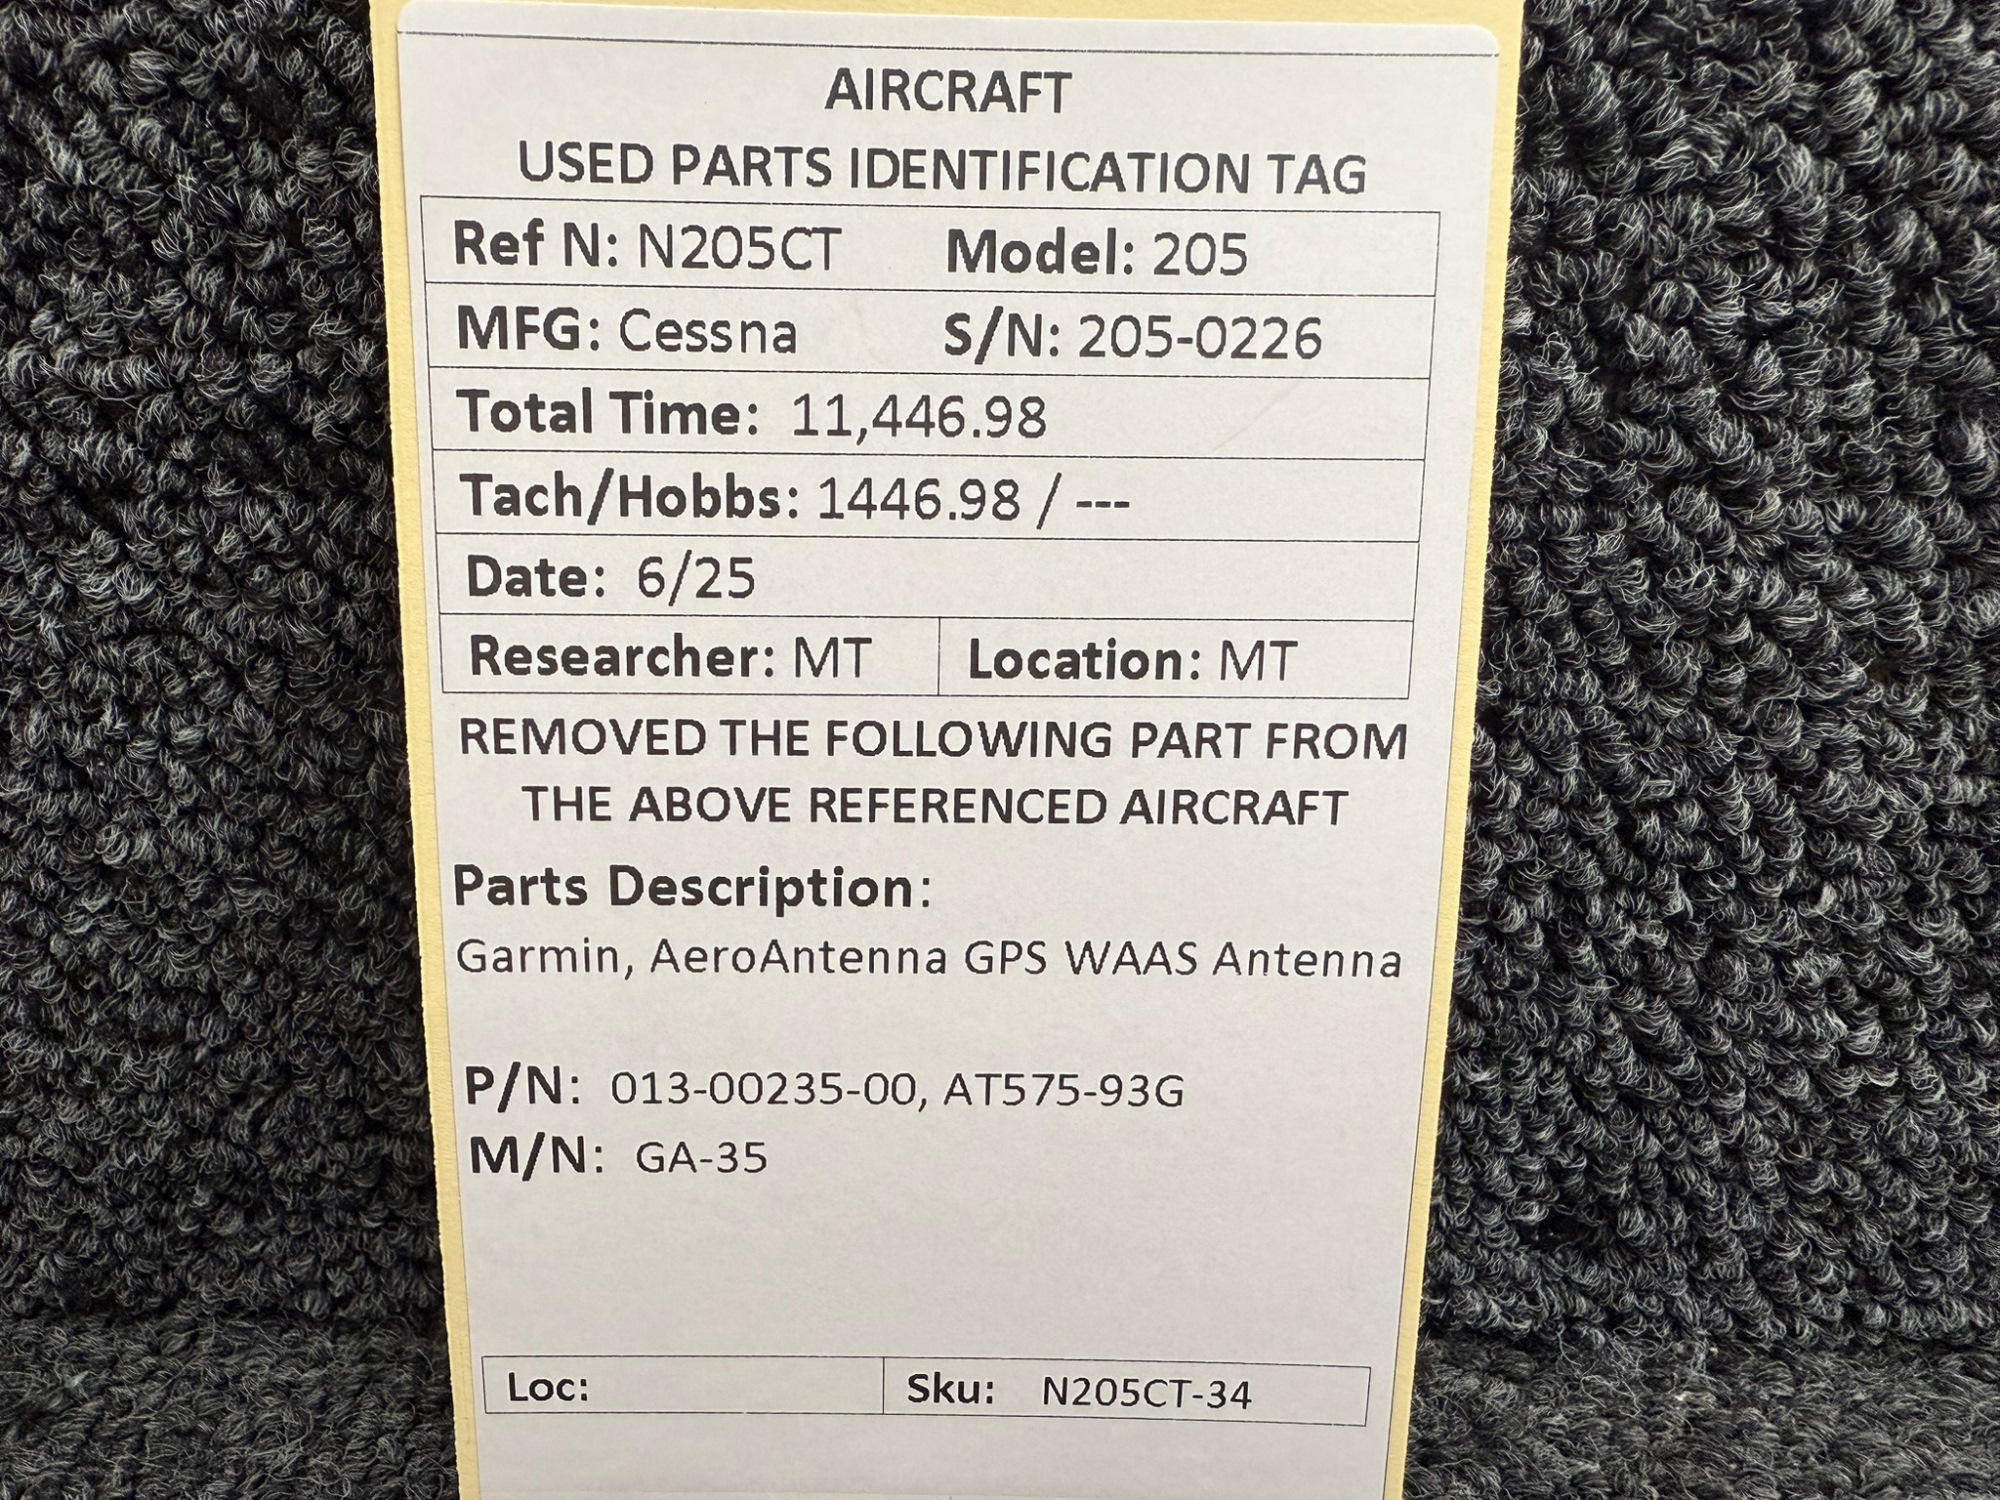 AIRCRAFT
USED PARTS IDENTIFICATION TAG
Ref N: N205CT Model: 205
MFG: Cessna S/N: 205-0226
Total Time: 11,446.98
Tach/Hobbs: 1446.98 / ---
Date: 6/25
Researcher: MT Location: MT
REMOVED THE FOLLOWING PART FROM
THE ABOVE REFERENCED AIRCRAFT
Parts Description:
Garmin, AeroAntenna GPS WAAS Antenna
P/N: 013-00235-00, AT575-93G
M/N: GA-35
Loc: Sku: N205CT-34